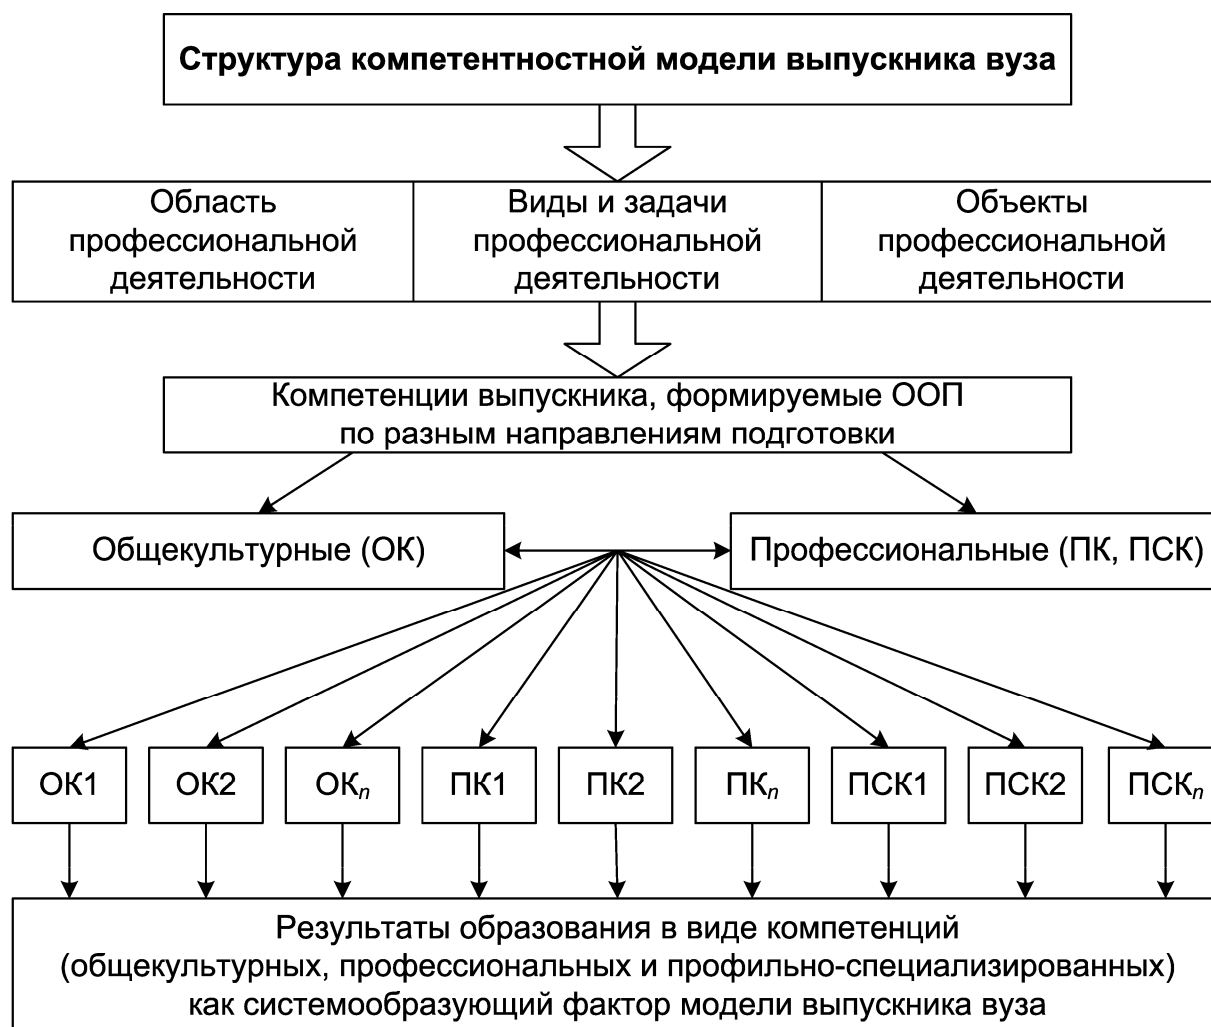 Структура компетентностной модели выпускника вуза
Область
профессиональной
деятельности
Виды и задачи
профессиональной
деятельности
Объекты
профессиональной
деятельности
Компетенции выпускника, формируемые ООП
по разным направлениям подготовки
Общекультурные (ОК)
Профессиональные (ПК, ПСК)
ОК1
ОК2
ОКn
ПК1
ПК2
ПКn
ПСК1
ПСК2
ПСКn
Результаты образования в виде компетенций
(общекультурных, профессиональных и профильно-специализированных)
как системообразующий фактор модели выпускника вуза